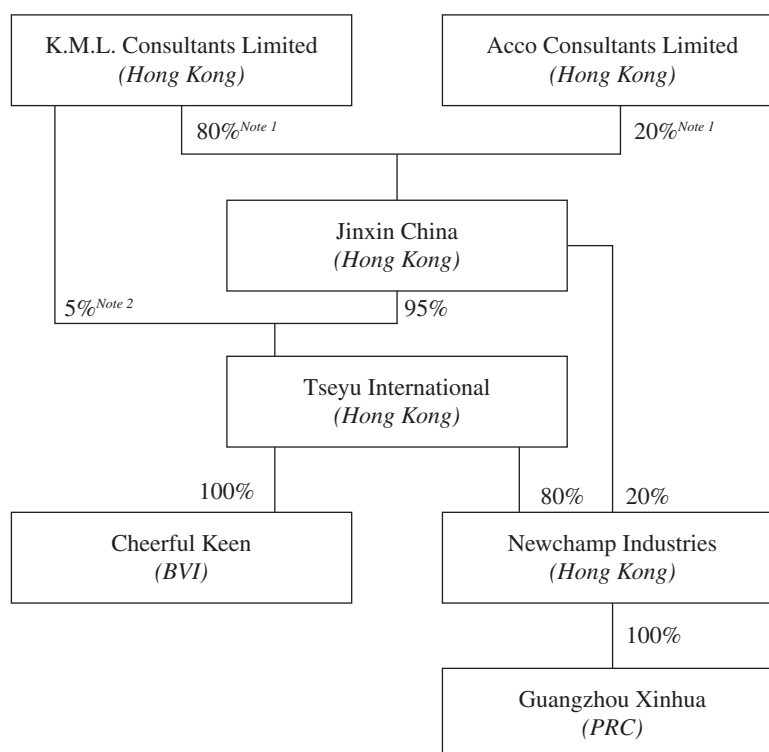 K.M.L. Consultants Limited
(Hong Kong)
Acco Consultants Limited
(Hong Kong)
80%Note 1
20%Note 1
Jinxin China
(Hong Kong)
5%Note 2
95%
Tseyu International
(Hong Kong)
100%
80%
20%
Cheerful Keen
(BVI)
Newchamp Industries
(Hong Kong)
100%
Guangzhou Xinhua
(PRC)